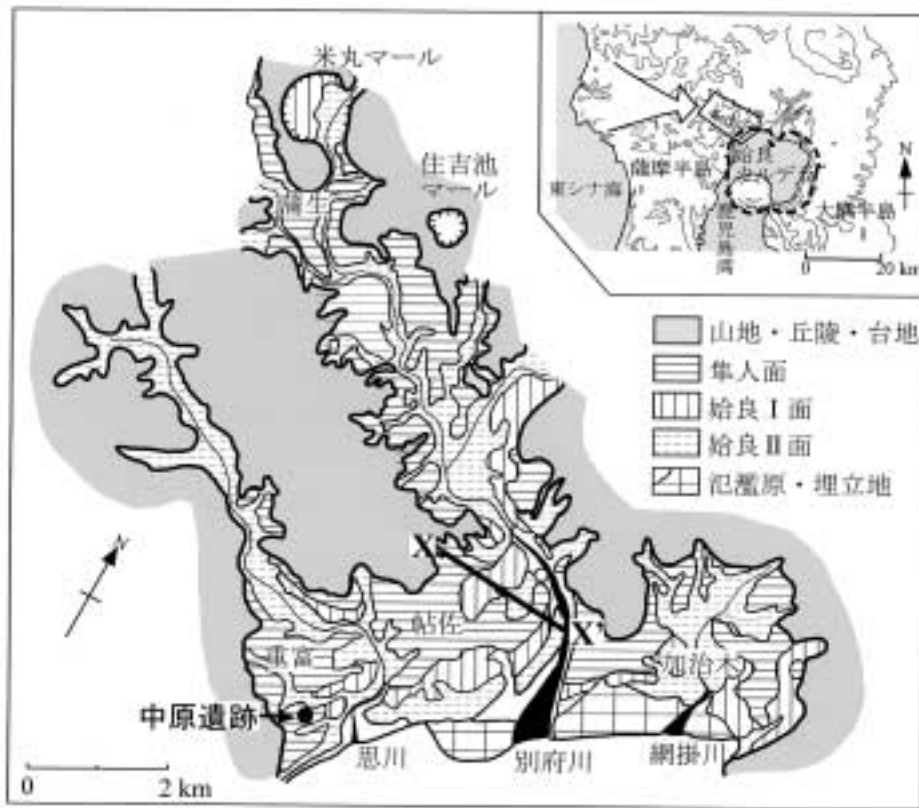 米丸マール
住吉池
マール
蒲生
帖佐
重富
加治木
中原遺跡
思川
別府川
網掛川
X
X'
N
0
2 km
東シナ海
薩摩半島
姶良
カルデラ
大隅半島
鹿児島湾
N
0
20 km
山地・丘陵・台地
隼人面
姶良Ⅰ面
姶良Ⅱ面
氾濫原・埋立地